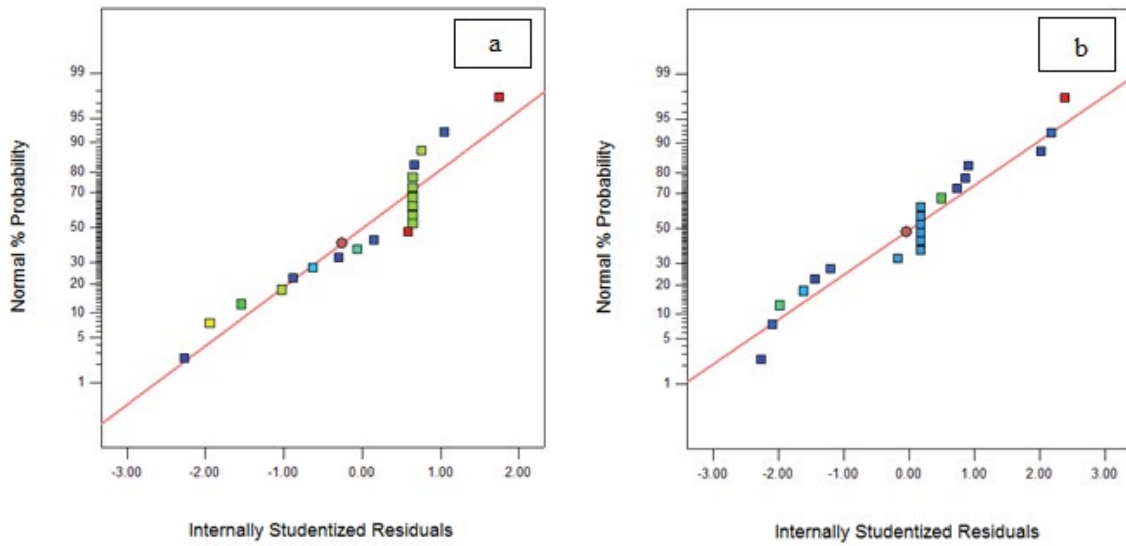 a
Normal % Probability
99
95
90
80
70
50
30
20
10
5
1
-3.00 -2.00 -1.00 0.00 1.00 2.00
Internally Studentized Residuals
b
Normal % Probability
99
95
90
80
70
50
30
20
10
5
1
-3.00 -2.00 -1.00 0.00 1.00 2.00 3.00
Internally Studentized Residuals